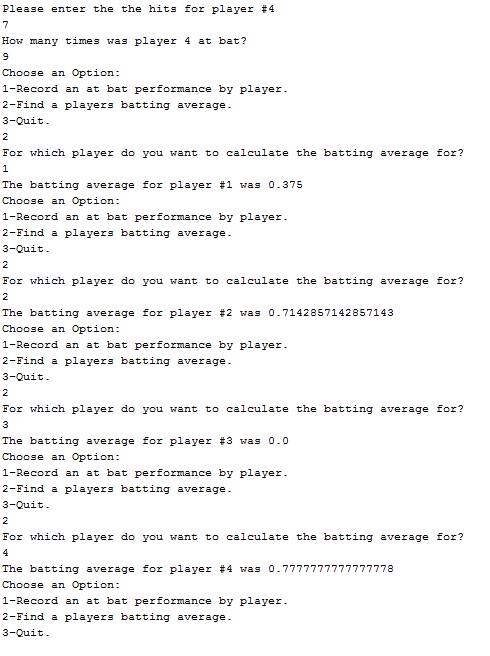 Please enter the the hits for player #4
7
How many times was player 4 at bat?
9
Choose an Option:
1-Record an at bat performance by player.
2-Find a players batting average.
3-Quit.
2
For which player do you want to calculate the batting average for?
1
The batting average for player #1 was 0.375
Choose an Option:
1-Record an at bat performance by player.
2-Find a players batting average.
3-Quit.
2
For which player do you want to calculate the batting average for?
2
The batting average for player #2 was 0.7142857142857143
Choose an Option:
1-Record an at bat performance by player.
2-Find a players batting average.
3-Quit.
2
For which player do you want to calculate the batting average for?
3
The batting average for player #3 was 0.0
Choose an Option:
1-Record an at bat performance by player.
2-Find a players batting average.
3-Quit.
2
For which player do you want to calculate the batting average for?
4
The batting average for player #4 was 0.7777777777777778
Choose an Option:
1-Record an at bat performance by player.
2-Find a players batting average.
3-Quit.